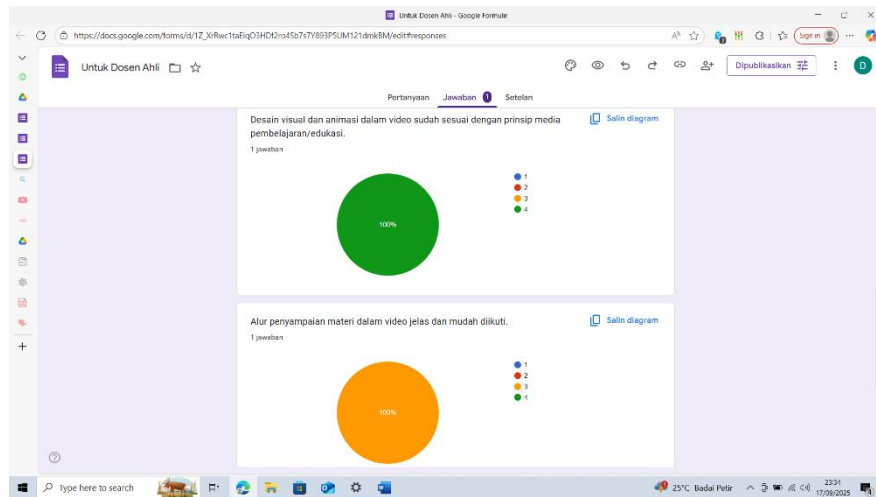 Untuk Dosen Ahli - Google Formulir
https://docs.google.com/forms/d/1Z_XrRwc1taEiqO3HDf2ro4Sb7s7Y893P5UM121dmkBM/edit#responses
Sign in
Untuk Dosen Ahli
Dipublikasikan
D
Pertanyaan Jawaban 1 Setelan
Desain visual dan animasi dalam video sudah sesuai dengan prinsip media
pembelajaran/edukasi.
Salin diagram
1 jawaban
100%
1
2
3
4
Alur penyampaian materi dalam video jelas dan mudah diikuti.
Salin diagram
1 jawaban
100%
1
2
3
4
Type here to search
25°C Badai Petir
23:31
17/09/2025